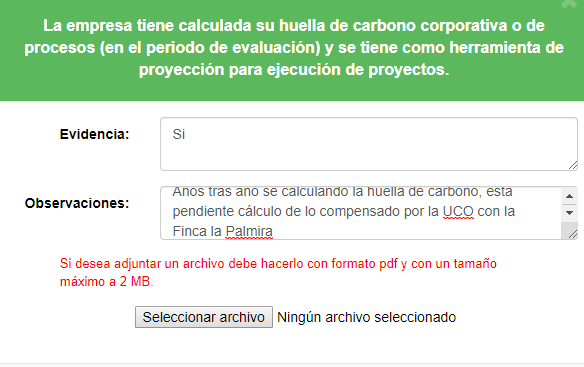 La empresa tiene calculada su huella de carbono corporativa o de
procesos (en el periodo de evaluación) y se tiene como herramienta de
proyección para ejecución de proyectos.
Evidencia:
Si
Observaciones:
Años tras año se calculando la huella de carbono, esta
pendiente cálculo de lo compensado por la UCO con la
Finca la Palmira
Si desea adjuntar un archivo debe hacerlo con formato pdf y con un tamaño
máximo a 2 MB.
Seleccionar archivo Ningún archivo seleccionado